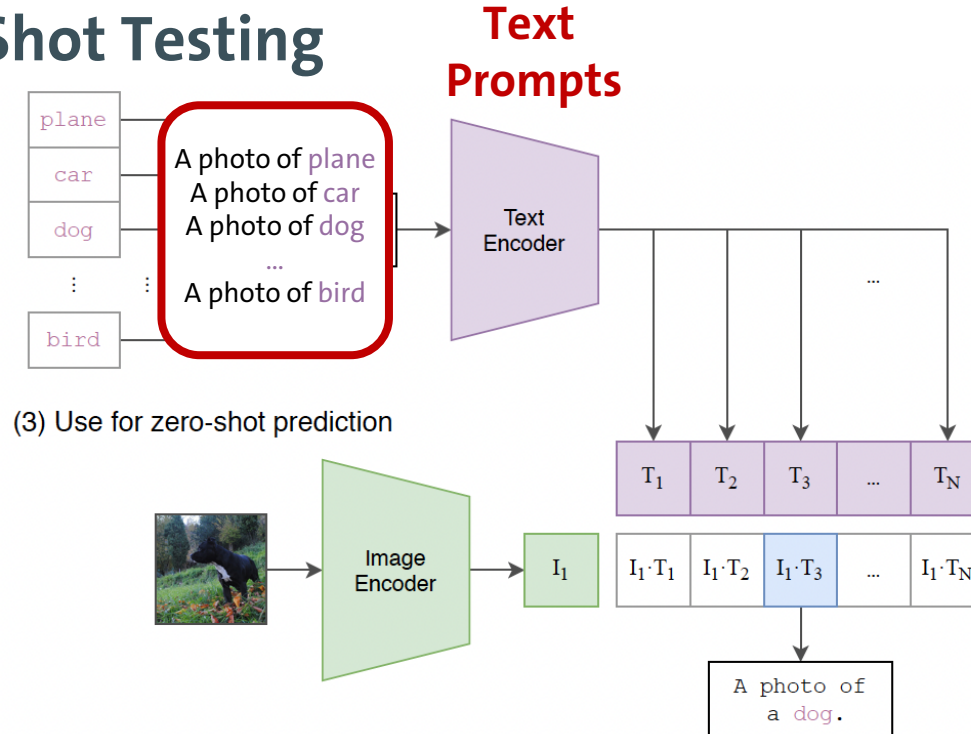 Shot Testing
Text
Prompts
plane
car
dog
⋮ ⋮
bird
A photo of plane
A photo of car
A photo of dog
...
A photo of bird
Text
Encoder
...
(3) Use for zero-shot prediction
T₁ T₂ T₃ ... T_N
Image
Encoder
I₁
I₁·T₁ I₁·T₂ I₁·T₃ ... I₁·T_N
A photo of
a dog.